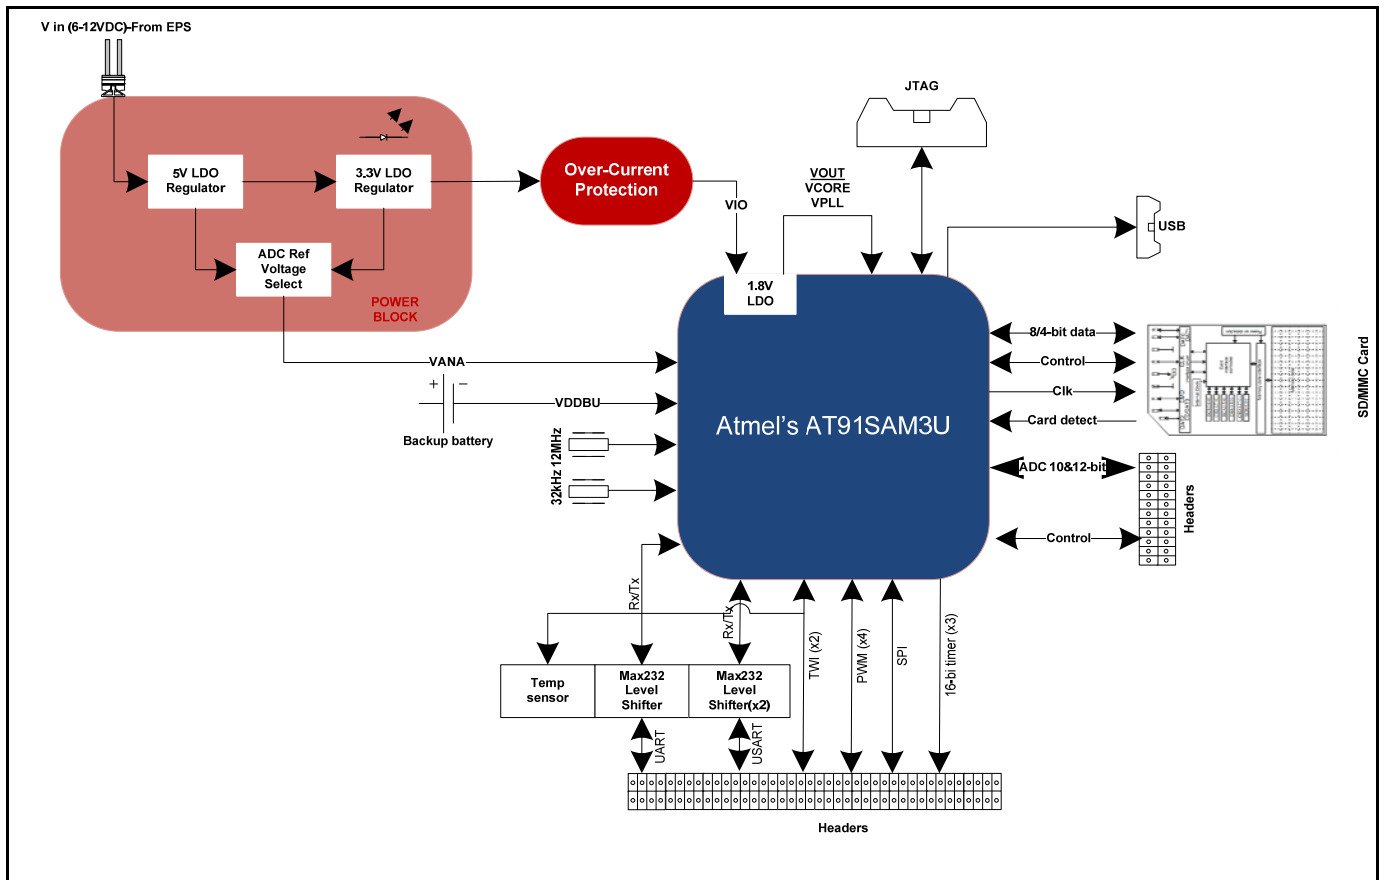 V in (6-12VDC)-From EPS
JTAG
5V LDO
Regulator
3.3V LDO
Regulator
Over-Current
Protection
VOUT
VCORE
VPLL
VIO
USB
ADC Ref
Voltage
Select
POWER
BLOCK
1.8V
LDO
8/4-bit data
Control
Clk
Card detect
SD/MMC Card
VANA
+ −
VDDBU
Backup battery
Atmel's AT91SAM3U
12MHz
32kHz
ADC 10&12-bit
Control
Headers
Rx/Tx
Rx/Tx
TWI (x2)
PWM (x4)
SPI
16-bi timer (x3)
Temp
sensor
Max232
Level
Shifter
Max232
Level
Shifter(x2)
UART
USART
Headers